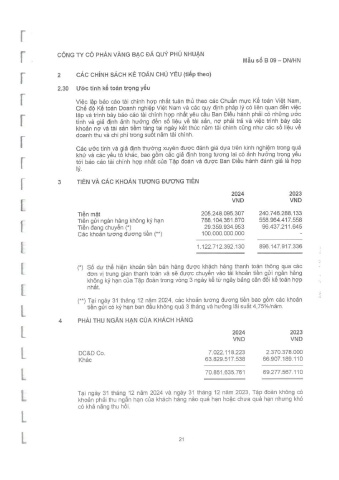 CÔNG TY CỔ PHẦN VÀNG BẠC ĐÁ QUÝ PHÚ NHUẬN
Mẫu số B 09 – DN/HN
2 CÁC CHÍNH SÁCH KẾ TOÁN CHỦ YẾU (tiếp theo)
2.30 Ước tính kế toán trọng yếu
Việc lập báo cáo tài chính hợp nhất tuân thủ theo các Chuẩn mực Kế toán Việt Nam,
Chế độ Kế toán Doanh nghiệp Việt Nam và các quy định pháp lý có liên quan đến việc
lập và trình bày báo cáo tài chính hợp nhất yêu cầu Ban Điều hành phải có những ước
tính và giả định ảnh hưởng đến số liệu về tài sản, nợ phải trả và việc trình bày các
khoản nợ và tài sản tiềm tàng tại ngày kết thúc năm tài chính cũng như các số liệu về
doanh thu và chi phí trong suốt năm tài chính.
Các ước tính và giả định thường xuyên được đánh giá dựa trên kinh nghiệm trong quá
khứ và các yếu tố khác, bao gồm các giả định trong tương lai có ảnh hưởng trọng yếu
tới báo cáo tài chính hợp nhất của Tập đoàn và được Ban Điều hành đánh giá là hợp
lý.
3 TIỀN VÀ CÁC KHOẢN TƯƠNG ĐƯƠNG TIỀN
2024 2023
VND VND
Tiền mặt 205.248.095.307 240.746.288.133
Tiền gửi ngân hàng không kỳ hạn 788.104.361.870 558.964.417.558
Tiền đang chuyển (*) 29.359.934.953 96.437.211.645
Các khoản tương đương tiền (**) 100.000.000.000 -
1.122.712.392.130 896.147.917.336
(*) Số dư thể hiện khoản tiền bán hàng được khách hàng thanh toán thông qua các
đơn vị trung gian thanh toán và sẽ được chuyển vào tài khoản tiền gửi ngân hàng
không kỳ hạn của Tập đoàn trong vòng 3 ngày kể từ ngày bảng cân đối kế toán hợp
nhất.
(**) Tại ngày 31 tháng 12 năm 2024, các khoản tương đương tiền bao gồm các khoản
tiền gửi có kỳ hạn ban đầu không quá 3 tháng và hưởng lãi suất 4,75%/năm.
4 PHẢI THU NGẮN HẠN CỦA KHÁCH HÀNG
2024 2023
VND VND
DC&D Co. 7.022.118.223 2.370.378.000
Khác 63.829.517.538 66.907.189.110
70.851.635.761 69.277.567.110
Tại ngày 31 tháng 12 năm 2024 và ngày 31 tháng 12 năm 2023, Tập đoàn không có
khoản phải thu ngắn hạn của khách hàng nào quá hạn hoặc chưa quá hạn nhưng khó
có khả năng thu hồi.
21